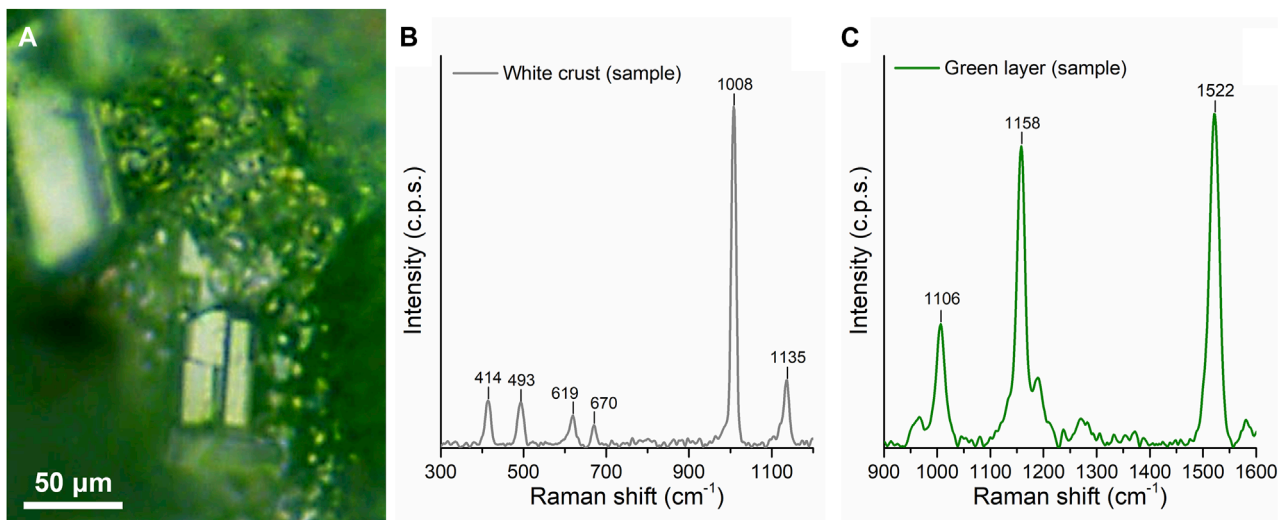 A
50 µm
B
White crust (sample)
1008
414
493
619
670
1135
Intensity (c.p.s.)
300
500
700
900
1100
Raman shift (cm⁻¹)
C
Green layer (sample)
1522
1158
1106
Intensity (c.p.s.)
900
1000
1100
1200
1300
1400
1500
1600
Raman shift (cm⁻¹)